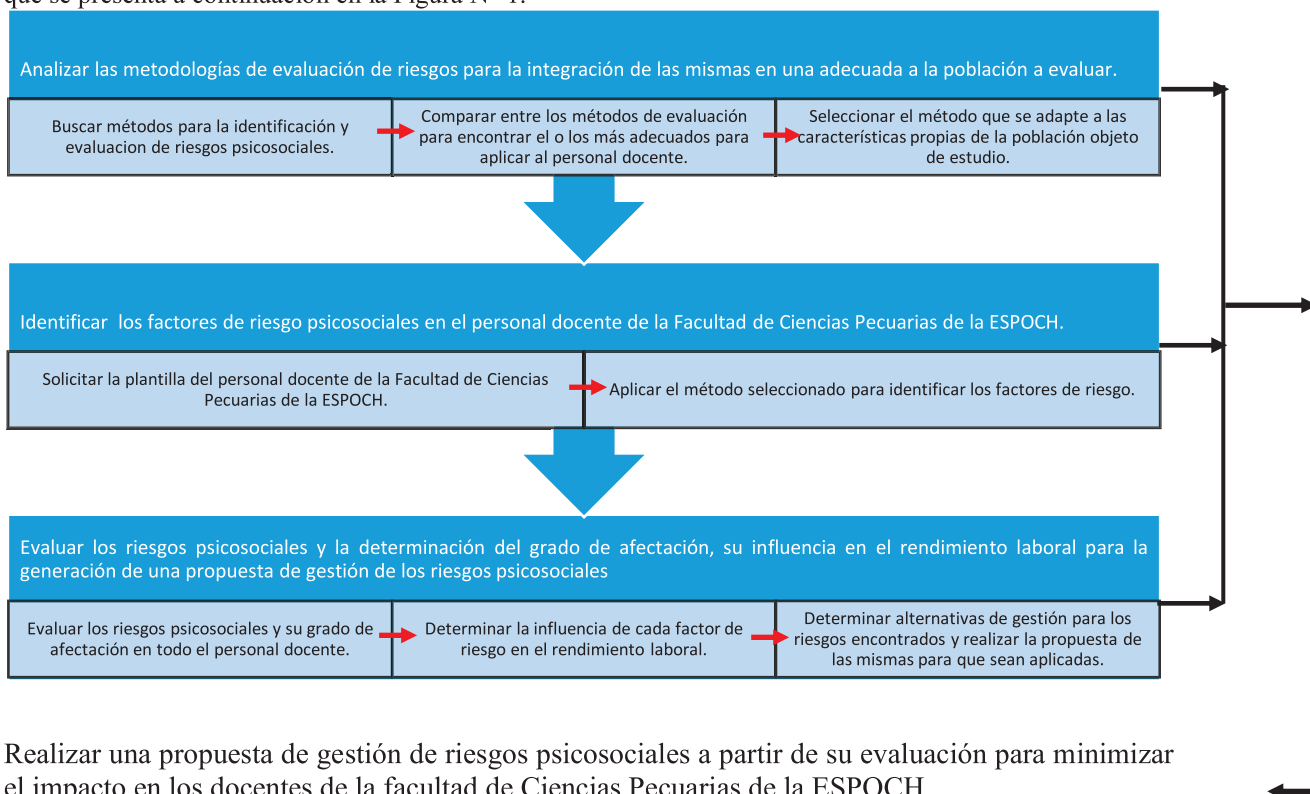 que se presenta a continuación en la Figura N° 1.
Analizar las metodologías de evaluación de riesgos para la integración de las mismas en una adecuada a la población a evaluar.
Buscar métodos para la identificación y
evaluacion de riesgos psicosociales.
Comparar entre los métodos de evaluación
para encontrar el o los más adecuados para
aplicar al personal docente.
Seleccionar el método que se adapte a las
características propias de la población objeto
de estudio.
Identificar los factores de riesgo psicosociales en el personal docente de la Facultad de Ciencias Pecuarias de la ESPOCH.
Solicitar la plantilla del personal docente de la Facultad de Ciencias
Pecuarias de la ESPOCH.
Aplicar el método seleccionado para identificar los factores de riesgo.
Evaluar los riesgos psicosociales y la determinación del grado de afectación, su influencia en el rendimiento laboral para la
generación de una propuesta de gestión de los riesgos psicosociales
Evaluar los riesgos psicosociales y su grado de
afectación en todo el personal docente.
Determinar la influencia de cada factor de
riesgo en el rendimiento laboral.
Determinar alternativas de gestión para los
riesgos encontrados y realizar la propuesta de
las mismas para que sean aplicadas.
Realizar una propuesta de gestión de riesgos psicosociales a partir de su evaluación para minimizar
el impacto en los docentes de la facultad de Ciencias Pecuarias de la ESPOCH